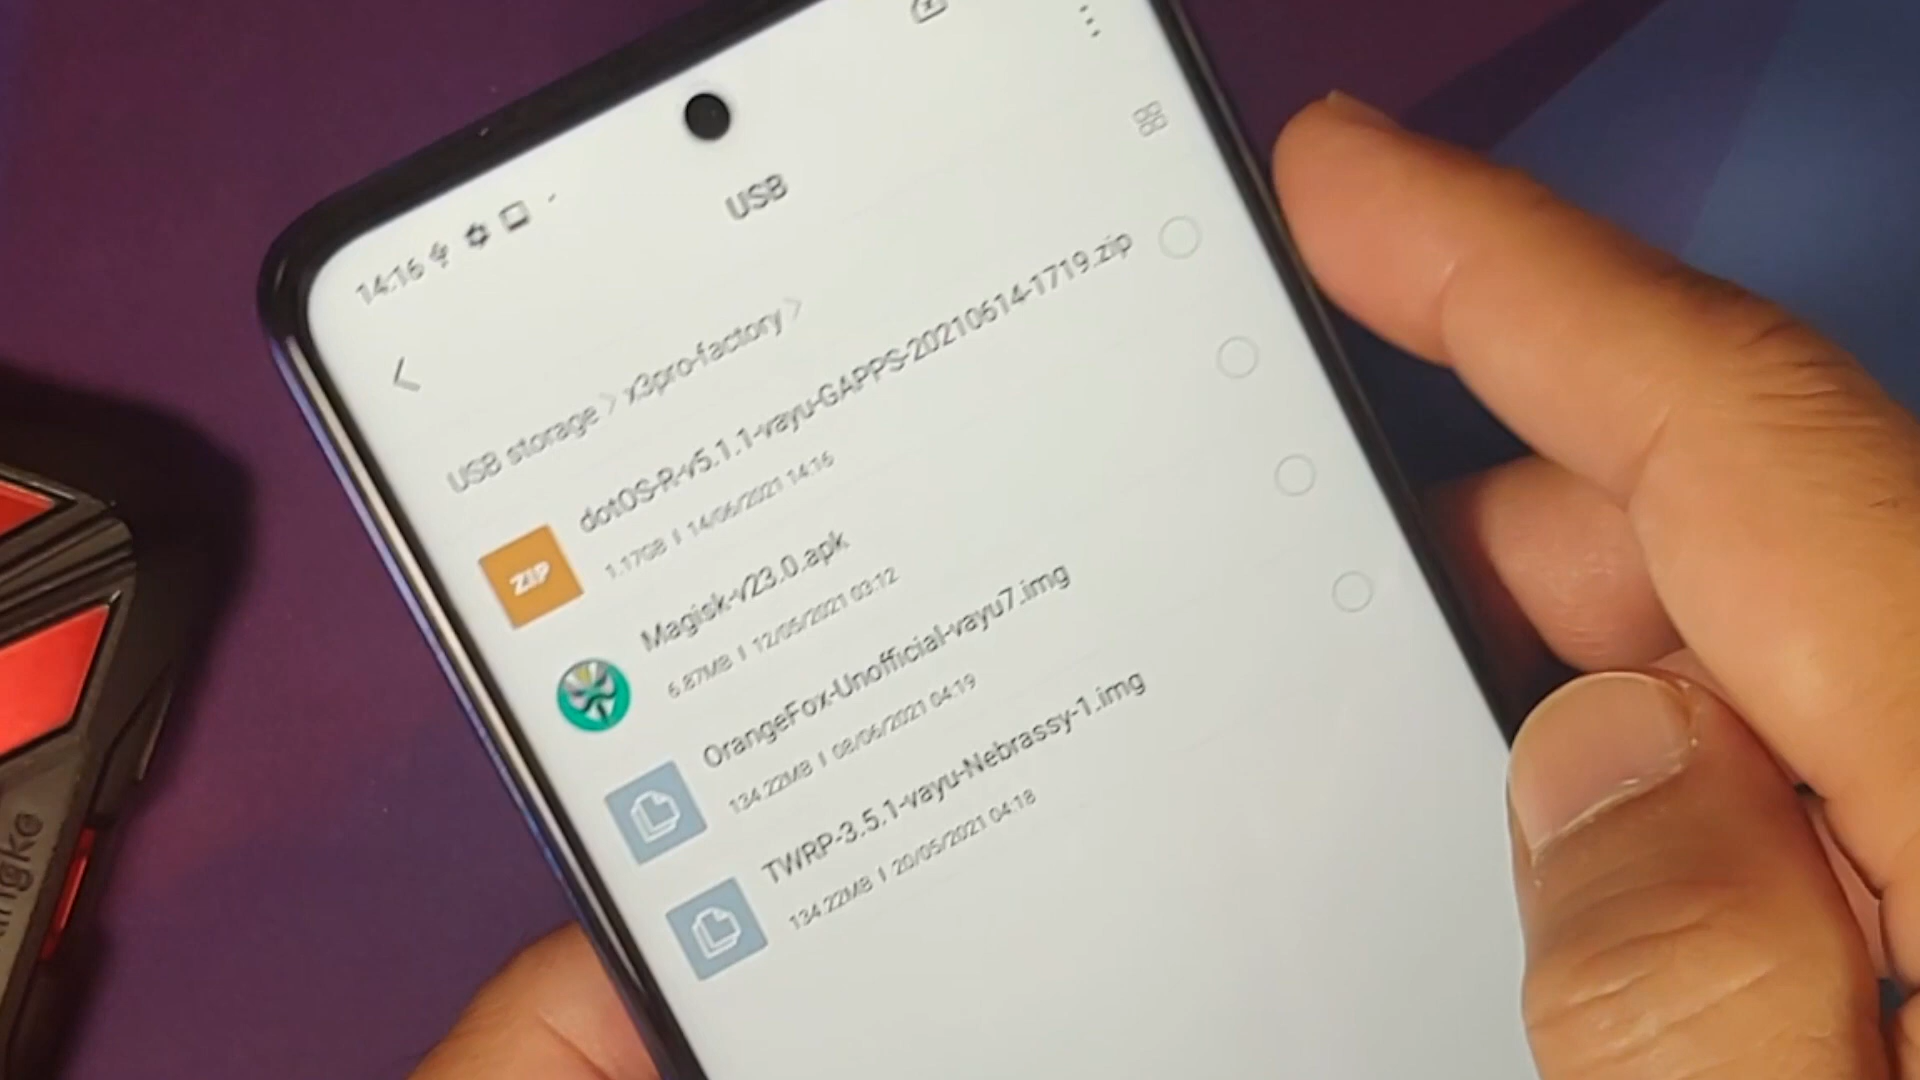 14:16
USB
USB storage > x3pro-factory >
dotOS-R-v5.1.1-vayu-GAPPS-20210614-1719.zip
1.17GB | 14/06/2021 14:16
ZIP
Magisk-v23.0.apk
6.87MB | 12/05/2021 03:12
OrangeFox-Unofficial-vayu7.img
134.22MB | 08/06/2021 04:19
TWRP-3.5.1-vayu-Nebrassy-1.img
134.22MB | 20/05/2021 04:18